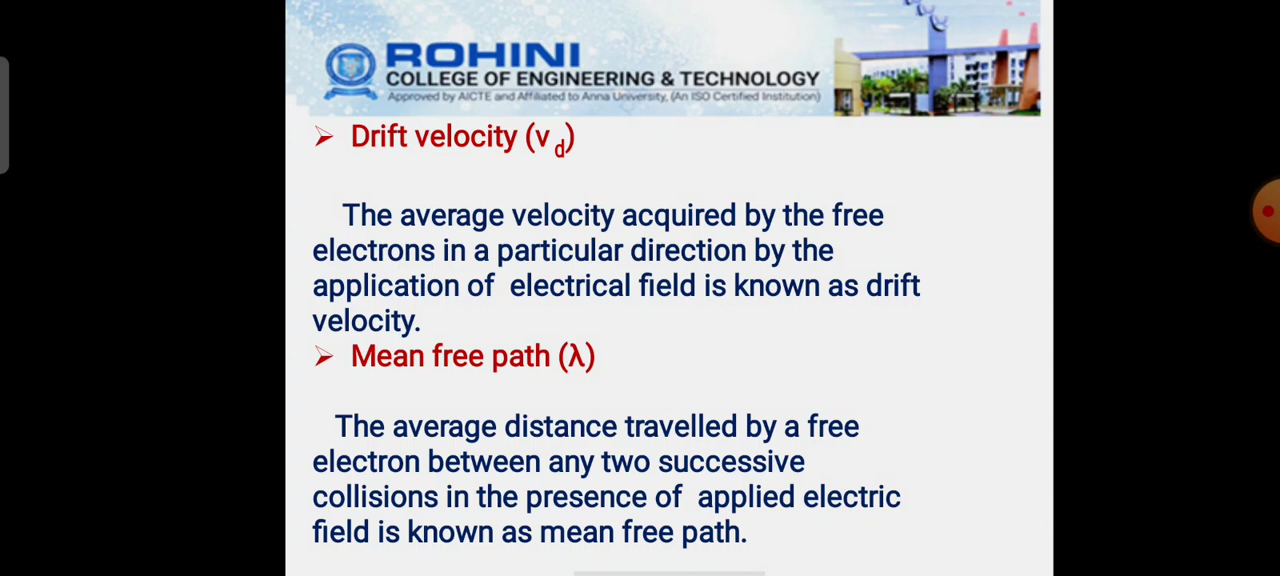 ROHINI
COLLEGE OF ENGINEERING & TECHNOLOGY
Approved by AICTE and Affiliated to Anna University, (An ISO Certified Institution)
➢ Drift velocity (v d)
The average velocity acquired by the free
electrons in a particular direction by the
application of electrical field is known as drift
velocity.
➢ Mean free path (λ)
The average distance travelled by a free
electron between any two successive
collisions in the presence of applied electric
field is known as mean free path.